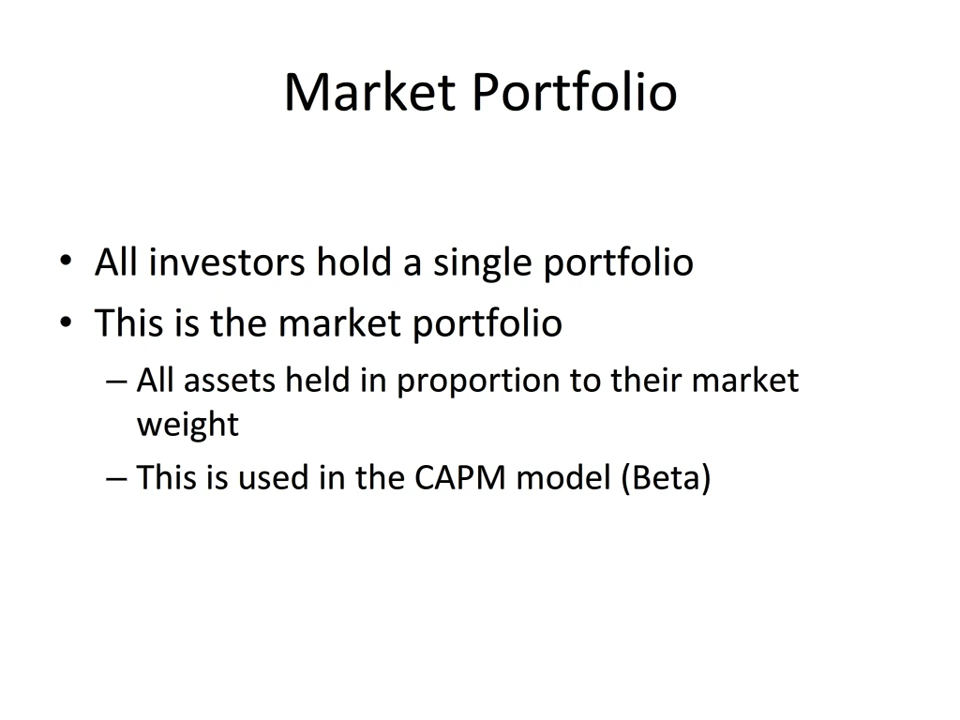 Market Portfolio
• All investors hold a single portfolio
• This is the market portfolio
– All assets held in proportion to their market
weight
– This is used in the CAPM model (Beta)